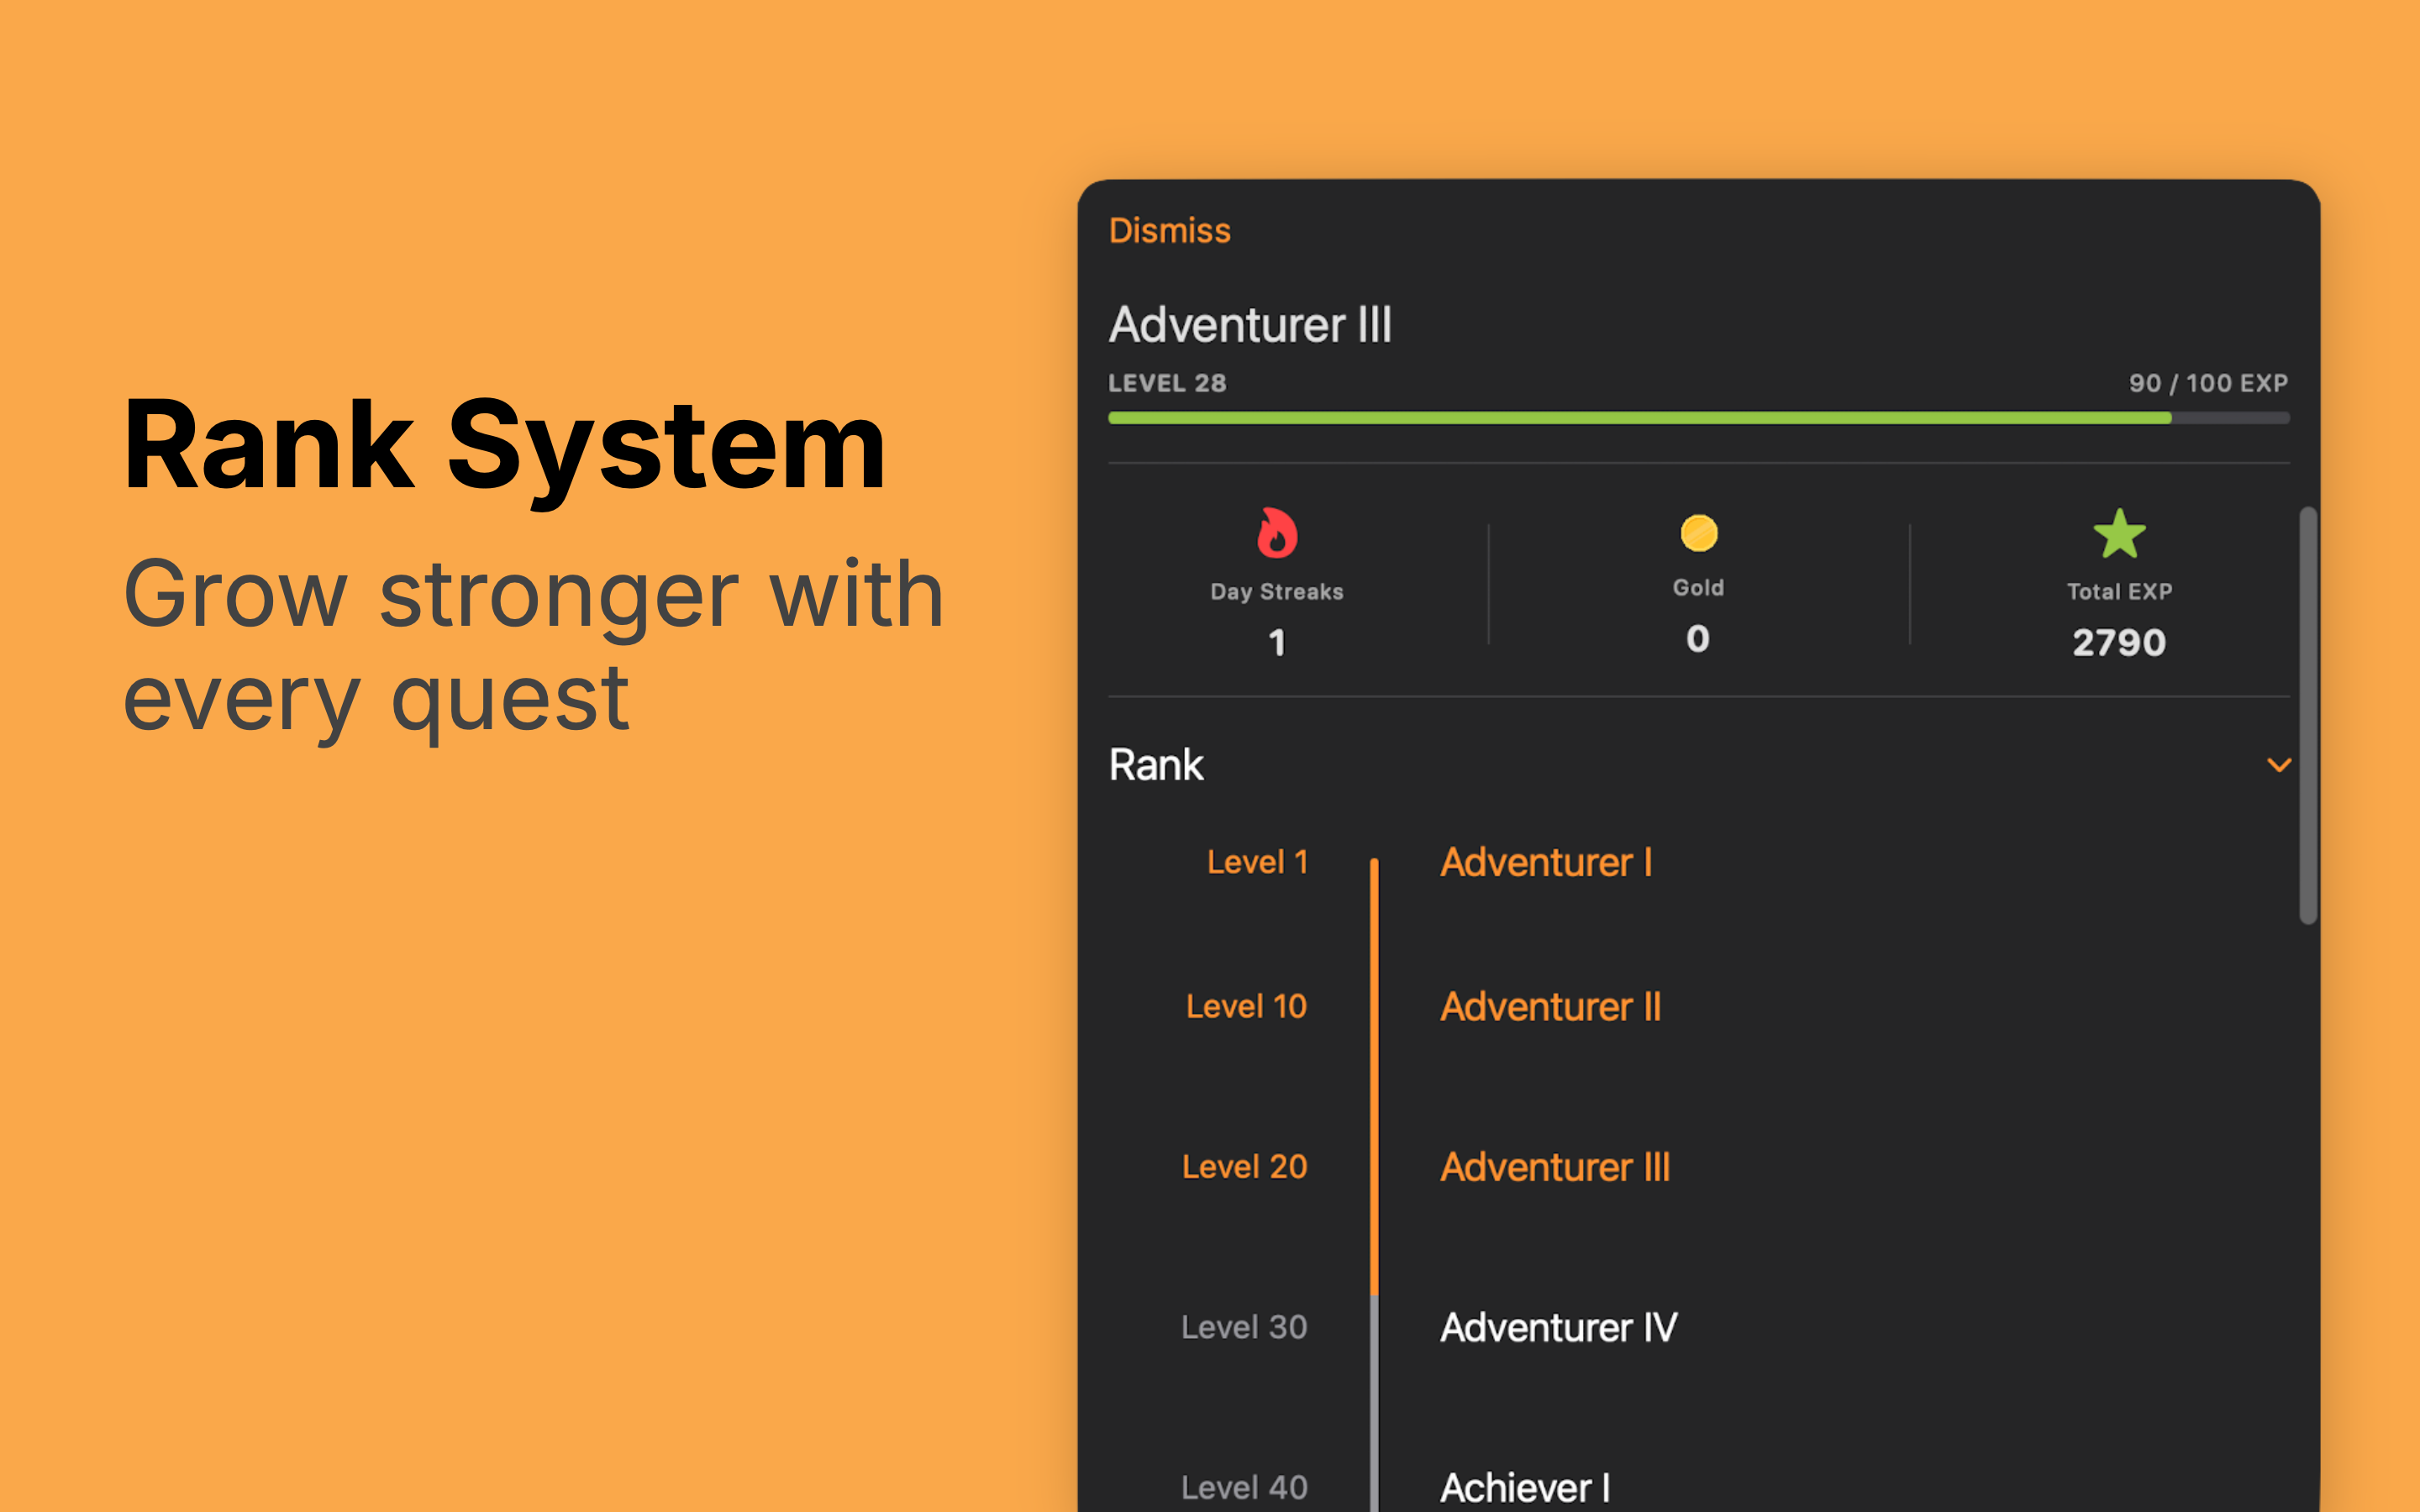 Rank System
Grow stronger with
every quest
Dismiss
Adventurer III
LEVEL 28 90 / 100 EXP
Day Streaks Gold Total EXP
1 0 2790
Rank
Level 1 Adventurer I
Level 10 Adventurer II
Level 20 Adventurer III
Level 30 Adventurer IV
Level 40 Achiever I